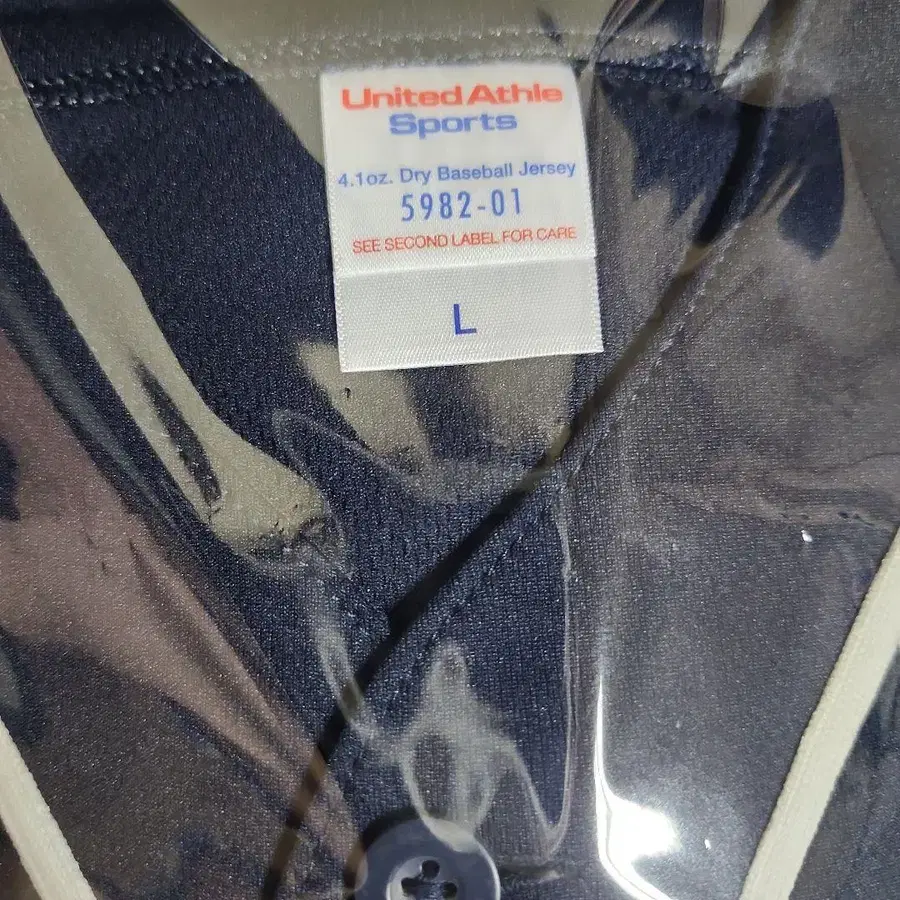 United Athle
Sports
4.1oz. Dry Baseball Jersey
5982-01
SEE SECOND LABEL FOR CARE
L